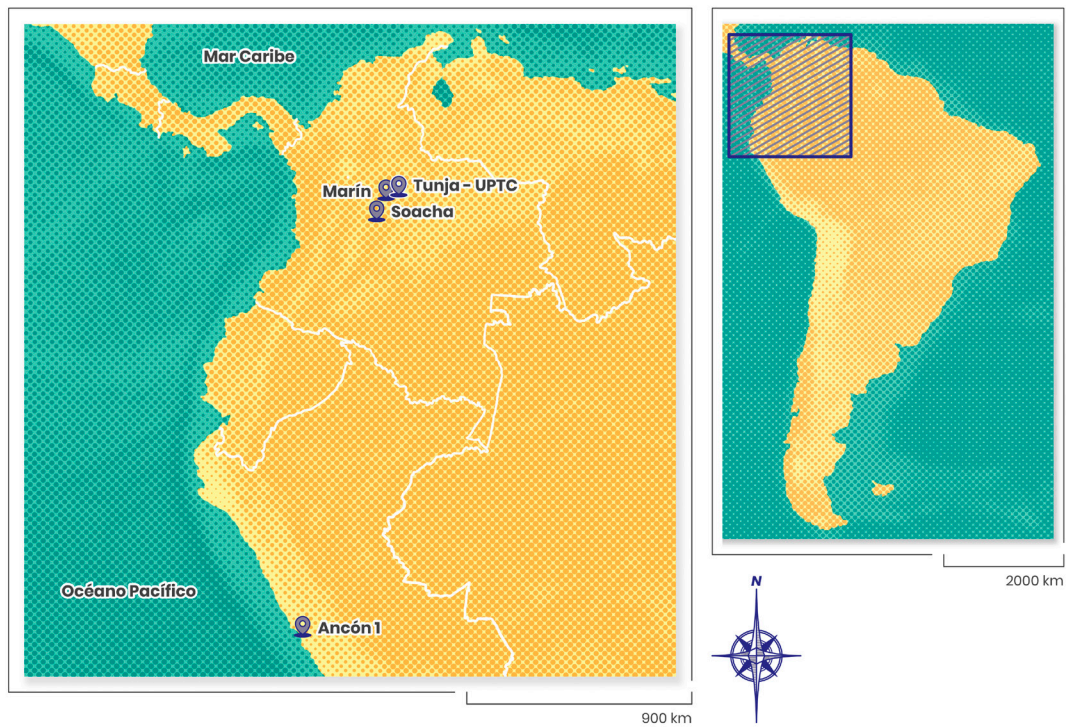 Mar Caribe
Marín
Tunja - UPTC
Soacha
Océano Pacífico
Ancón 1
900 km
2000 km
N